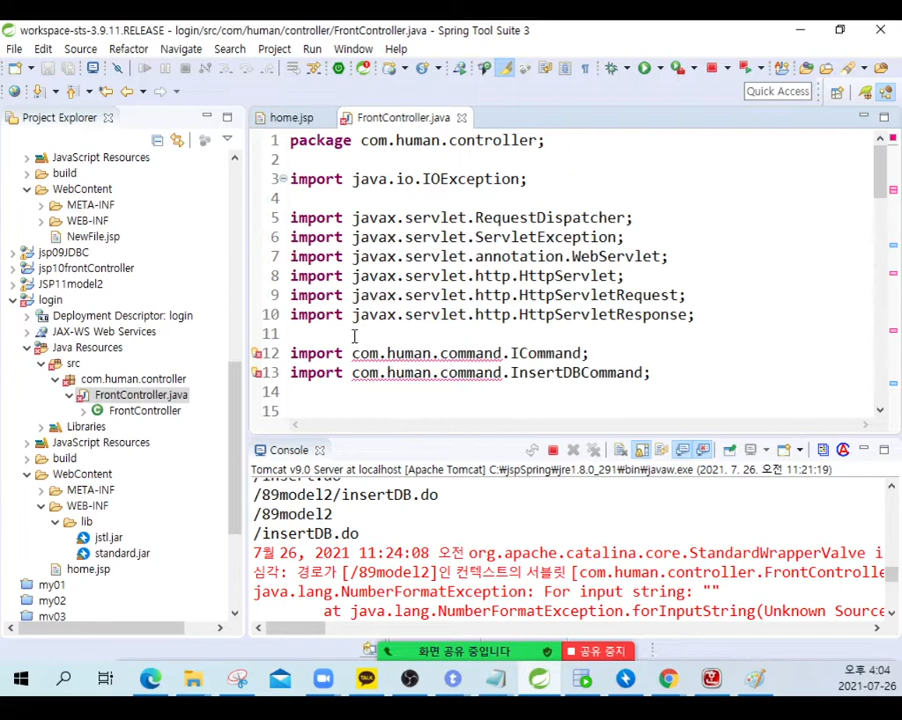 workspace-sts-3.9.11.RELEASE - login/src/com/human/controller/FrontController.java - Spring Tool Suite 3
File Edit Source Refactor Navigate Search Project Run Window Help
Quick Access
Project Explorer
JavaScript Resources
build
WebContent
META-INF
WEB-INF
NewFile.jsp
jsp09JDBC
jsp10frontController
JSP11model2
login
Deployment Descriptor: login
JAX-WS Web Services
Java Resources
src
com.human.controller
FrontController.java
FrontController
Libraries
JavaScript Resources
build
WebContent
META-INF
WEB-INF
lib
jstl.jar
standard.jar
home.jsp
my01
my02
my03
home.jsp FrontController.java
1 package com.human.controller;
2
3 import java.io.IOException;
4
5 import javax.servlet.RequestDispatcher;
6 import javax.servlet.ServletException;
7 import javax.servlet.annotation.WebServlet;
8 import javax.servlet.http.HttpServlet;
9 import javax.servlet.http.HttpServletRequest;
10 import javax.servlet.http.HttpServletResponse;
11
12 import com.human.command.ICommand;
13 import com.human.command.InsertDBCommand;
14
15
Console
Tomcat v9.0 Server at localhost [Apache Tomcat] C:₩jspSpring₩jre1.8.0_291₩bin₩javaw.exe (2021. 7. 26. 오전 11:21:19)
/insert.do
/89model2/insertDB.do
/89model2
/insertDB.do
7월 26, 2021 11:24:08 오전 org.apache.catalina.core.StandardWrapperValve i
심각: 경로가 [/89model2]인 컨텍스트의 서블릿 [com.human.controller.FrontControlle
java.lang.NumberFormatException: For input string: ""
at java.lang.NumberFormatException.forInputString(Unknown Source
화면 공유 중입니다 공유 중지
오후 4:04
2021-07-26